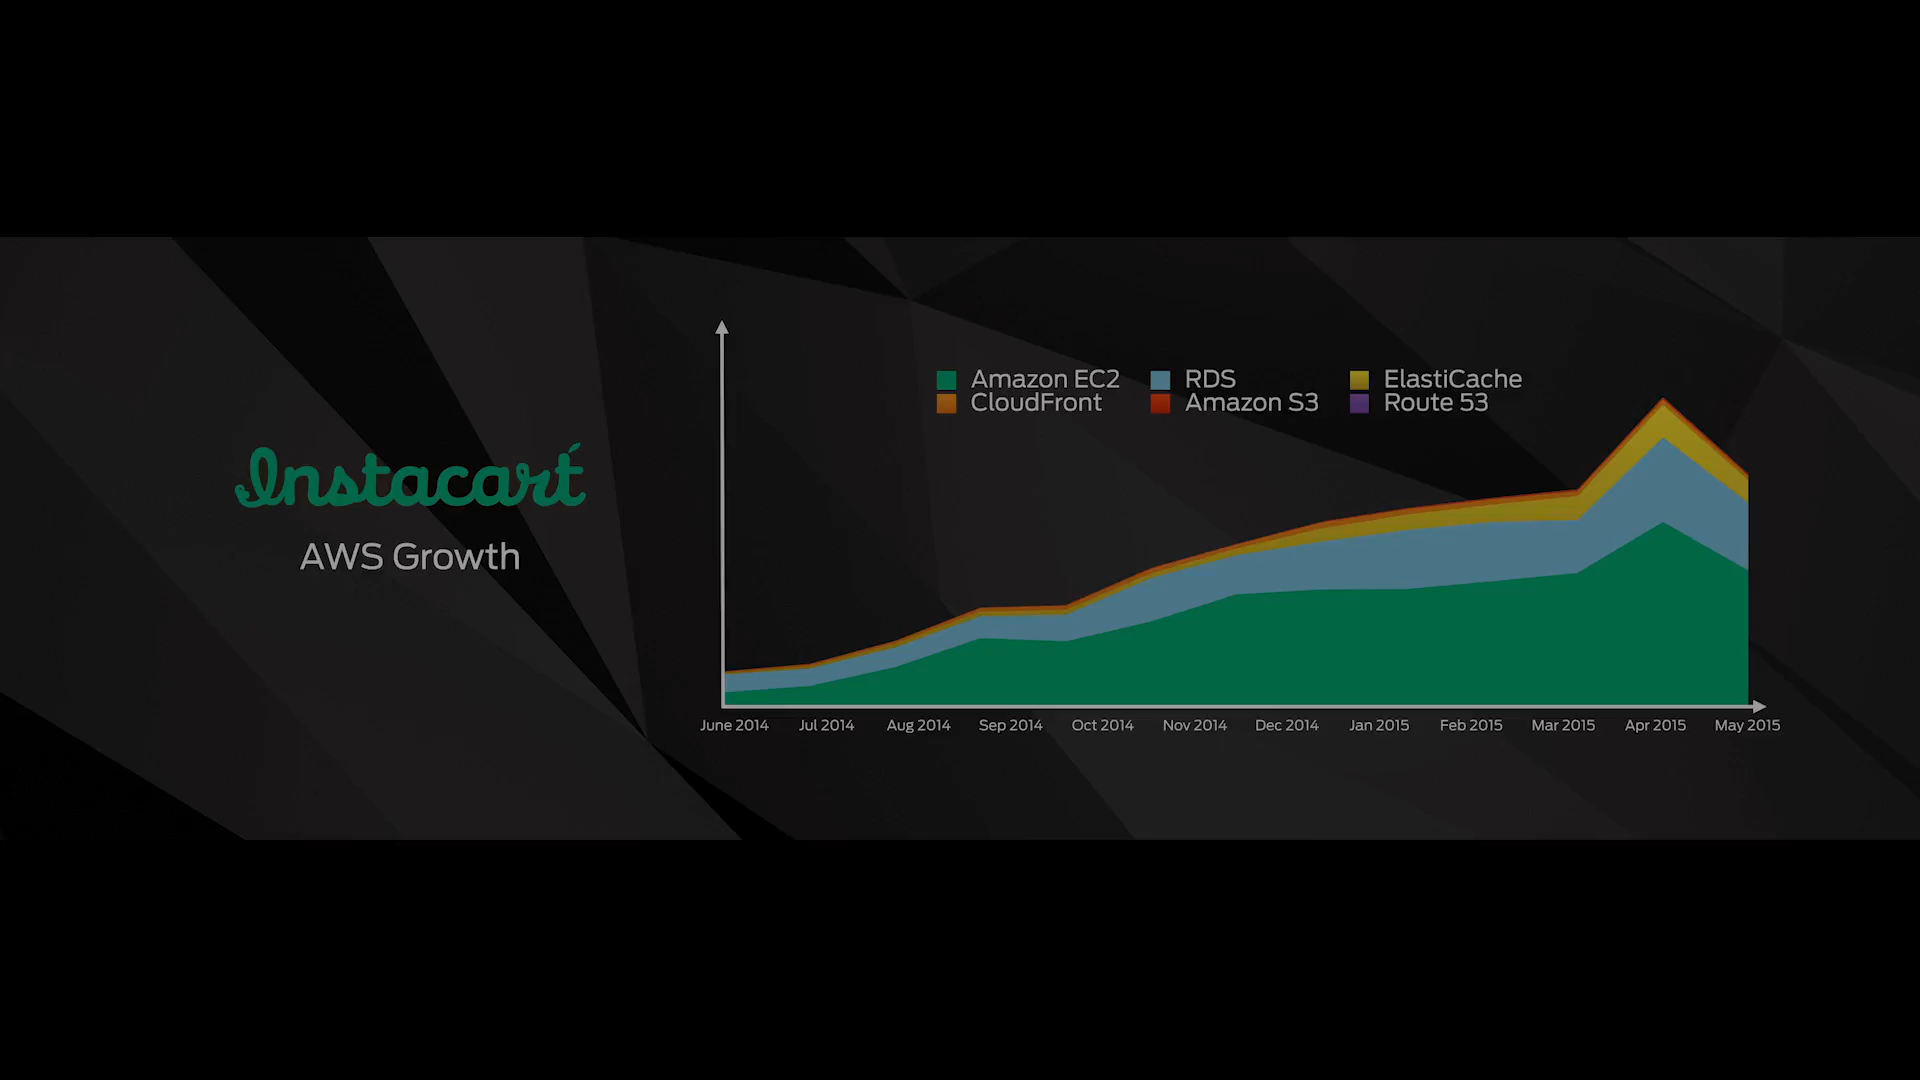 Instacart
AWS Growth
Amazon EC2
RDS
ElastiCache
CloudFront
Amazon S3
Route 53
June 2014
Jul 2014
Aug 2014
Sep 2014
Oct 2014
Nov 2014
Dec 2014
Jan 2015
Feb 2015
Mar 2015
Apr 2015
May 2015